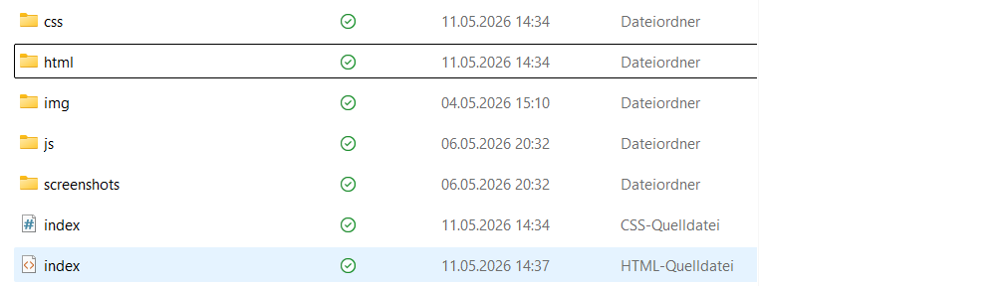 css 11.05.2026 14:34 Dateiordner
html 11.05.2026 14:34 Dateiordner
img 04.05.2026 15:10 Dateiordner
js 06.05.2026 20:32 Dateiordner
screenshots 06.05.2026 20:32 Dateiordner
index 11.05.2026 14:34 CSS-Quelldatei
index 11.05.2026 14:37 HTML-Quelldatei